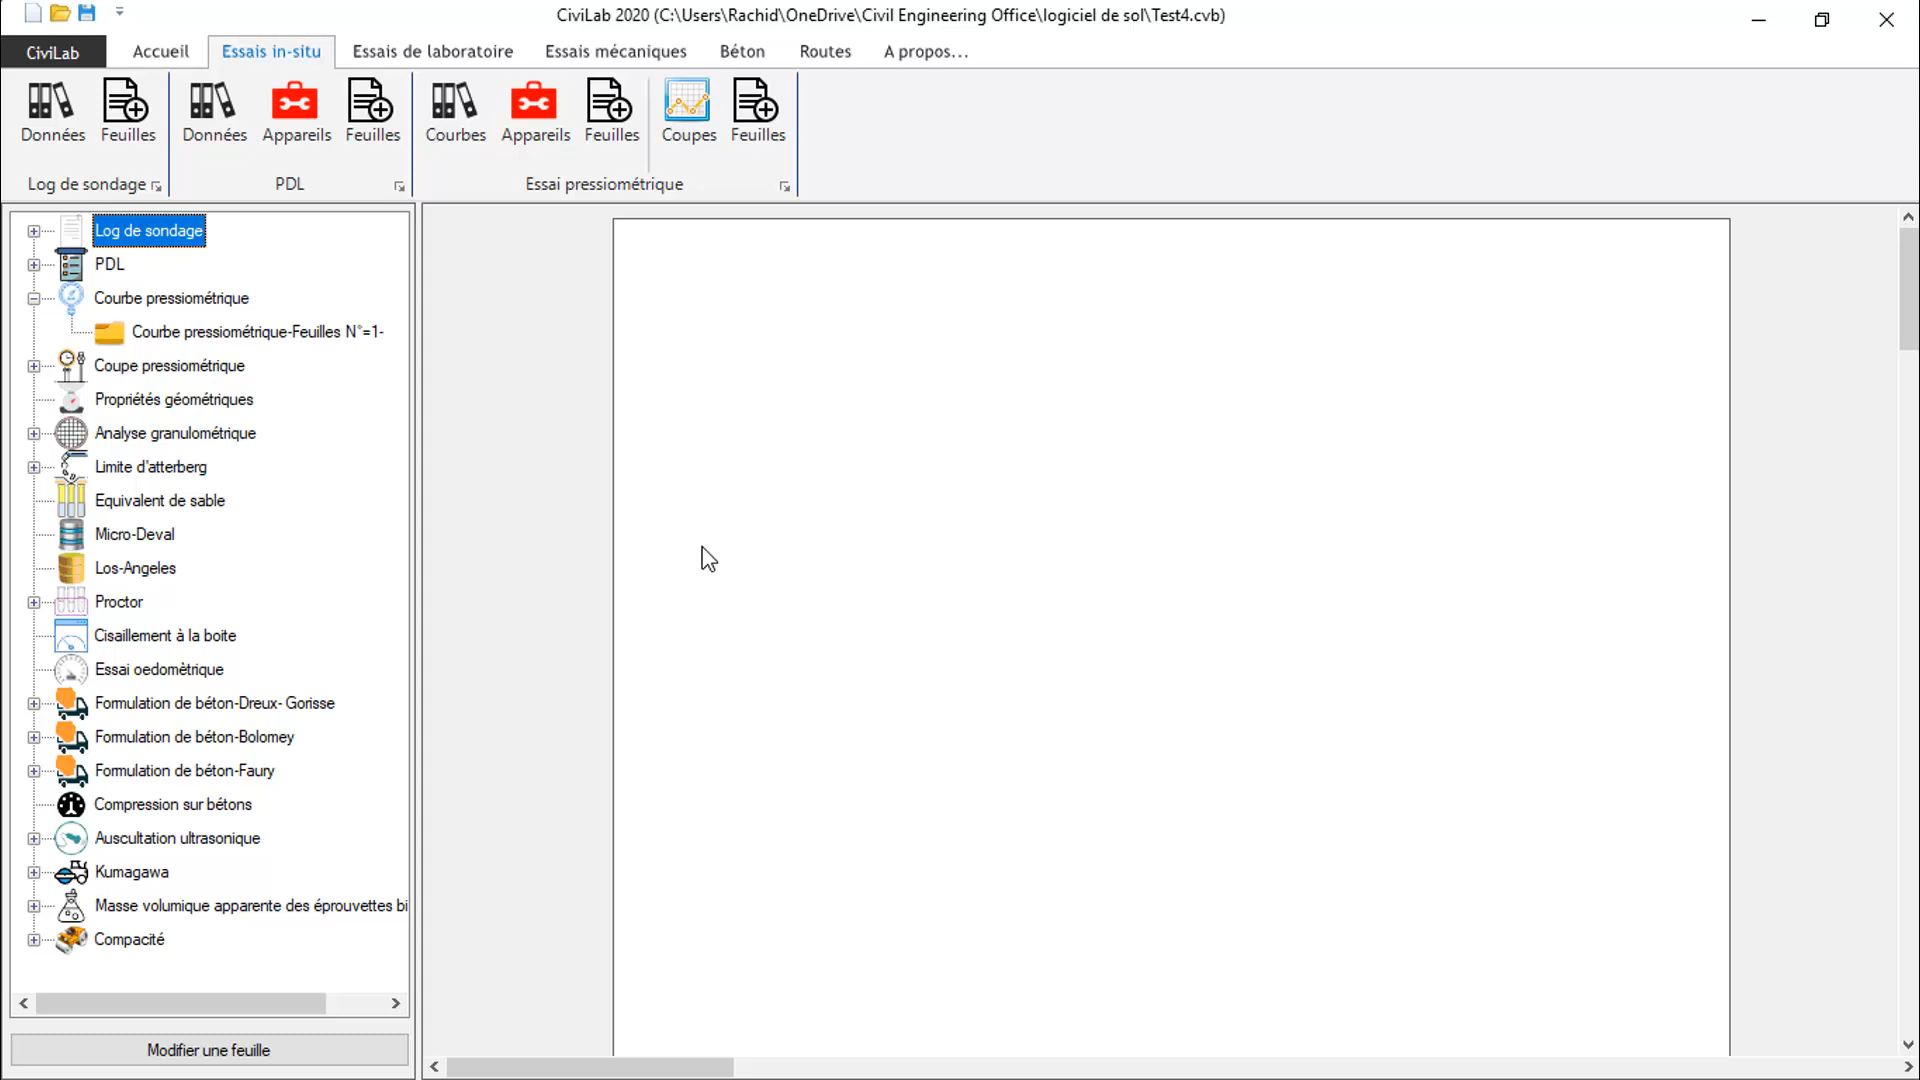 CiviLab 2020 (C:\Users\Rachid\OneDrive\Civil Engineering Office\logiciel de sol\Test4.cvb)
CiviLab Accueil Essais in-situ Essais de laboratoire Essais mécaniques Béton Routes A propos...
Données Feuilles Données Appareils Feuilles Courbes Appareils Feuilles Coupes Feuilles
Log de sondage PDL Essai pressiométrique
Log de sondage
PDL
Courbe pressiométrique
Courbe pressiométrique-Feuilles N°=1-
Coupe pressiométrique
Propriétés géométriques
Analyse granulométrique
Limite d'atterberg
Equivalent de sable
Micro-Deval
Los-Angeles
Proctor
Cisaillement à la boite
Essai oedomètrique
Formulation de béton-Dreux- Gorisse
Formulation de béton-Bolomey
Formulation de béton-Faury
Compression sur bétons
Auscultation ultrasonique
Kumagawa
Masse volumique apparente des éprouvettes bi
Compacité
Modifier une feuille